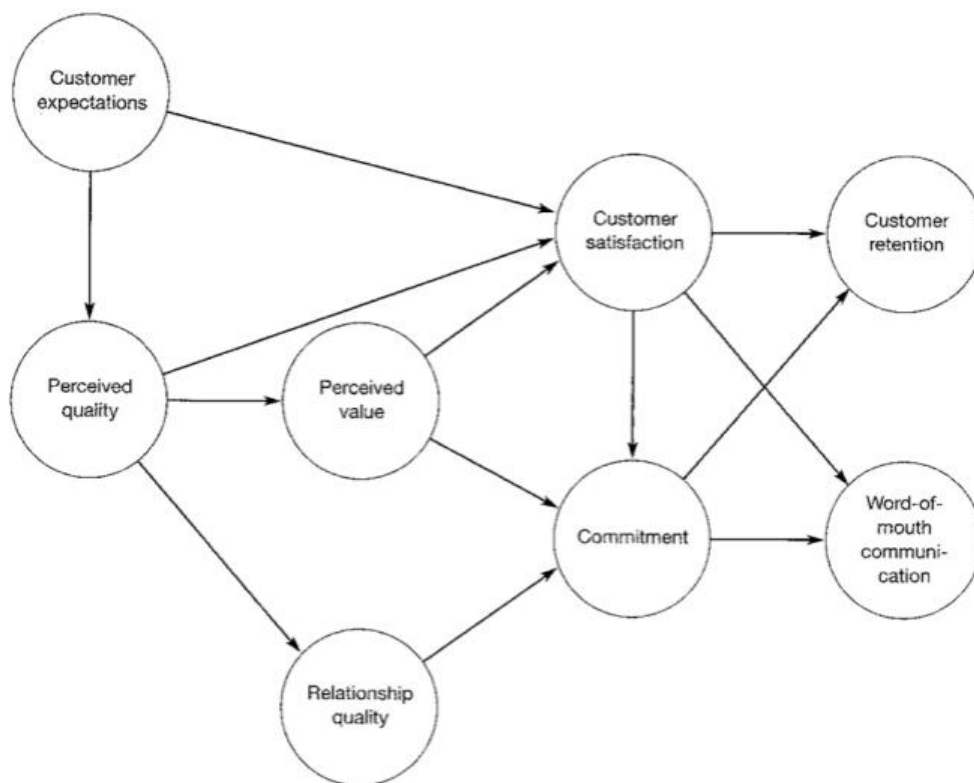 Customer
expectations
Customer
satisfaction
Customer
retention
Perceived
quality
Perceived
value
Commitment
Word-of-
mouth
communi-
cation
Relationship
quality